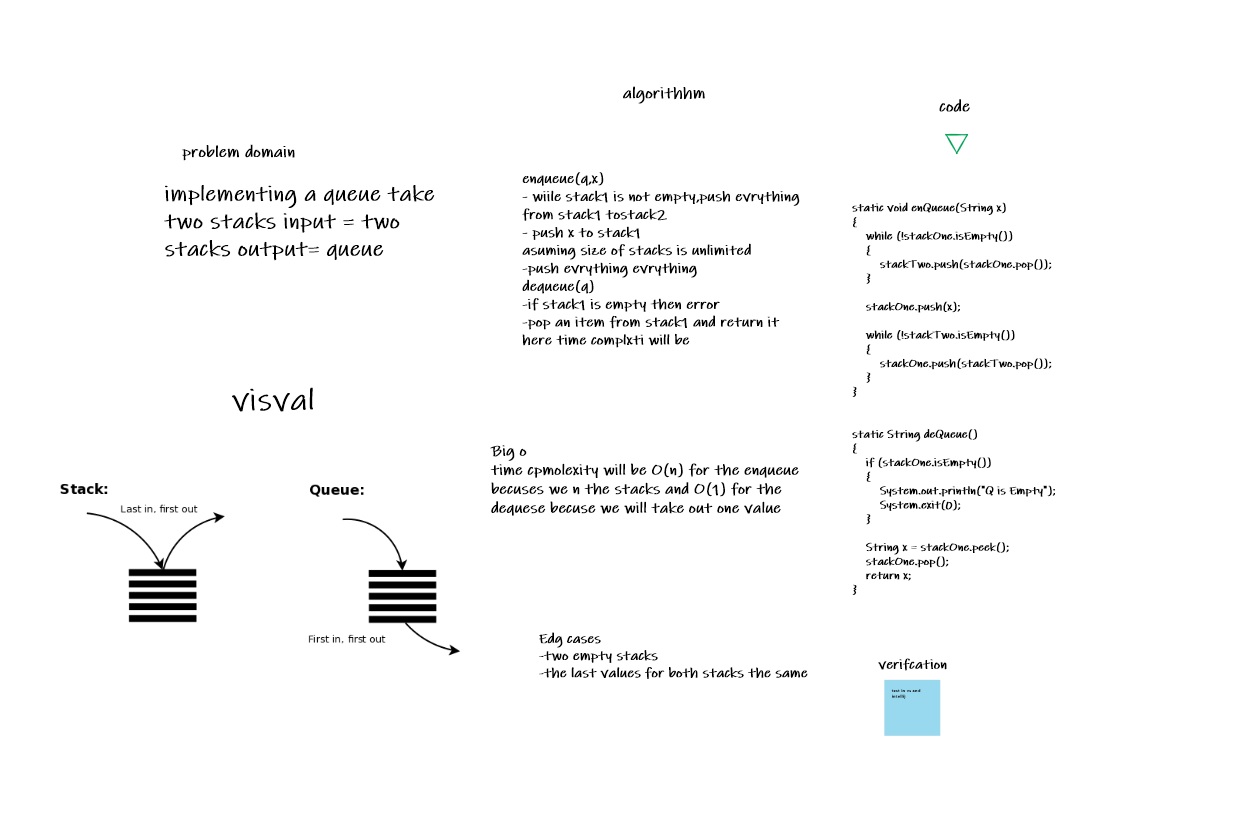 problem domain
implementing a queue take
two stacks input = two
stacks output= queue
visval
Stack:
Last in, first out
Queue:
First in, first out
algorithhm
enqueue(q,x)
- wiile stack1 is not empty,push evrything
from stack1 tostack2
- push x to stack1
asuming size of stacks is unlimited
-push evrything evrything
dequeue(q)
-if stack1 is empty then error
-pop an item from stack1 and return it
here time complxti will be
Big o
time cpmolexity will be O(n) for the enqueue
becuses we n the stacks and O(1) for the
dequese becuse we will take out one value
Edg cases
-two empty stacks
-the last values for both stacks the same
code
static void enQueue(String x)
{
while (!stackOne.isEmpty())
{
stackTwo.push(stackOne.pop());
}
stackOne.push(x);
while (!stackTwo.isEmpty())
{
stackOne.push(stackTwo.pop());
}
}
static String deQueue()
{
if (stackOne.isEmpty())
{
System.out.println("Q is Empty");
System.exit(0);
}
String x = stackOne.peek();
stackOne.pop();
return x;
}
verifcation
test in vs and
intellij